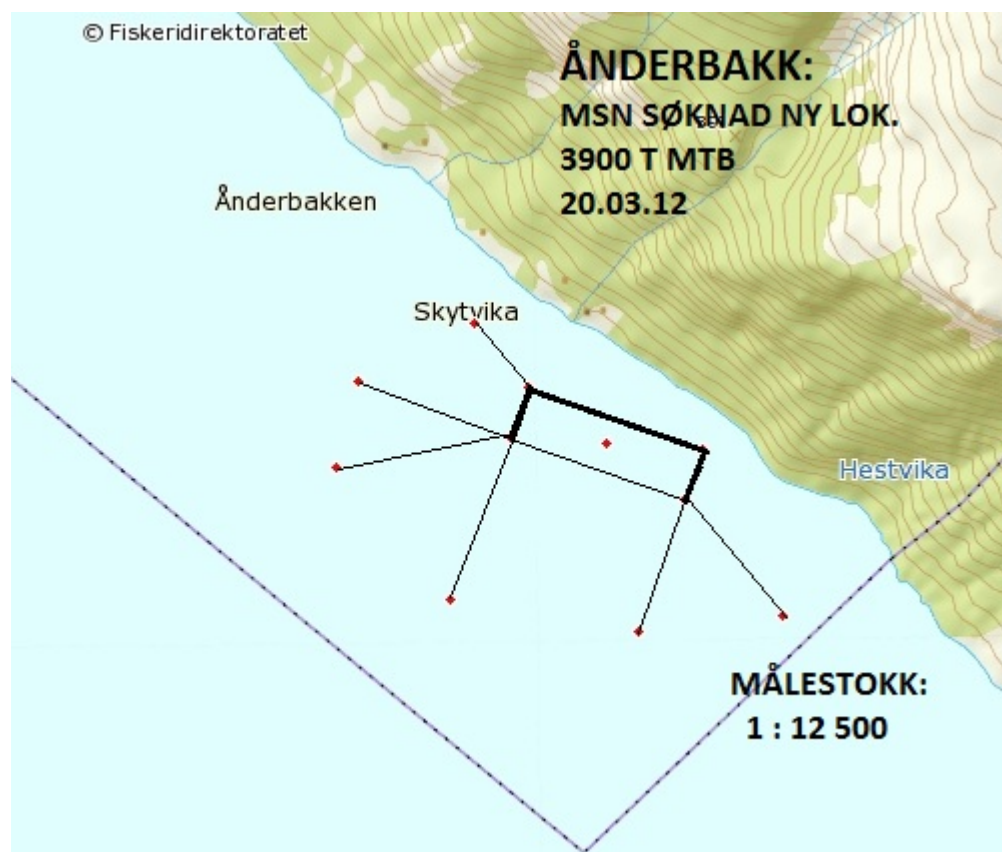 © Fiskeridirektoratet
ÅNDERBAKK:
MSN SØKNAD NY LOK.
3900 T MTB
20.03.12
Ånderbakken
Skytvika
Hestvika
MÅLESTOKK:
1 : 12 500